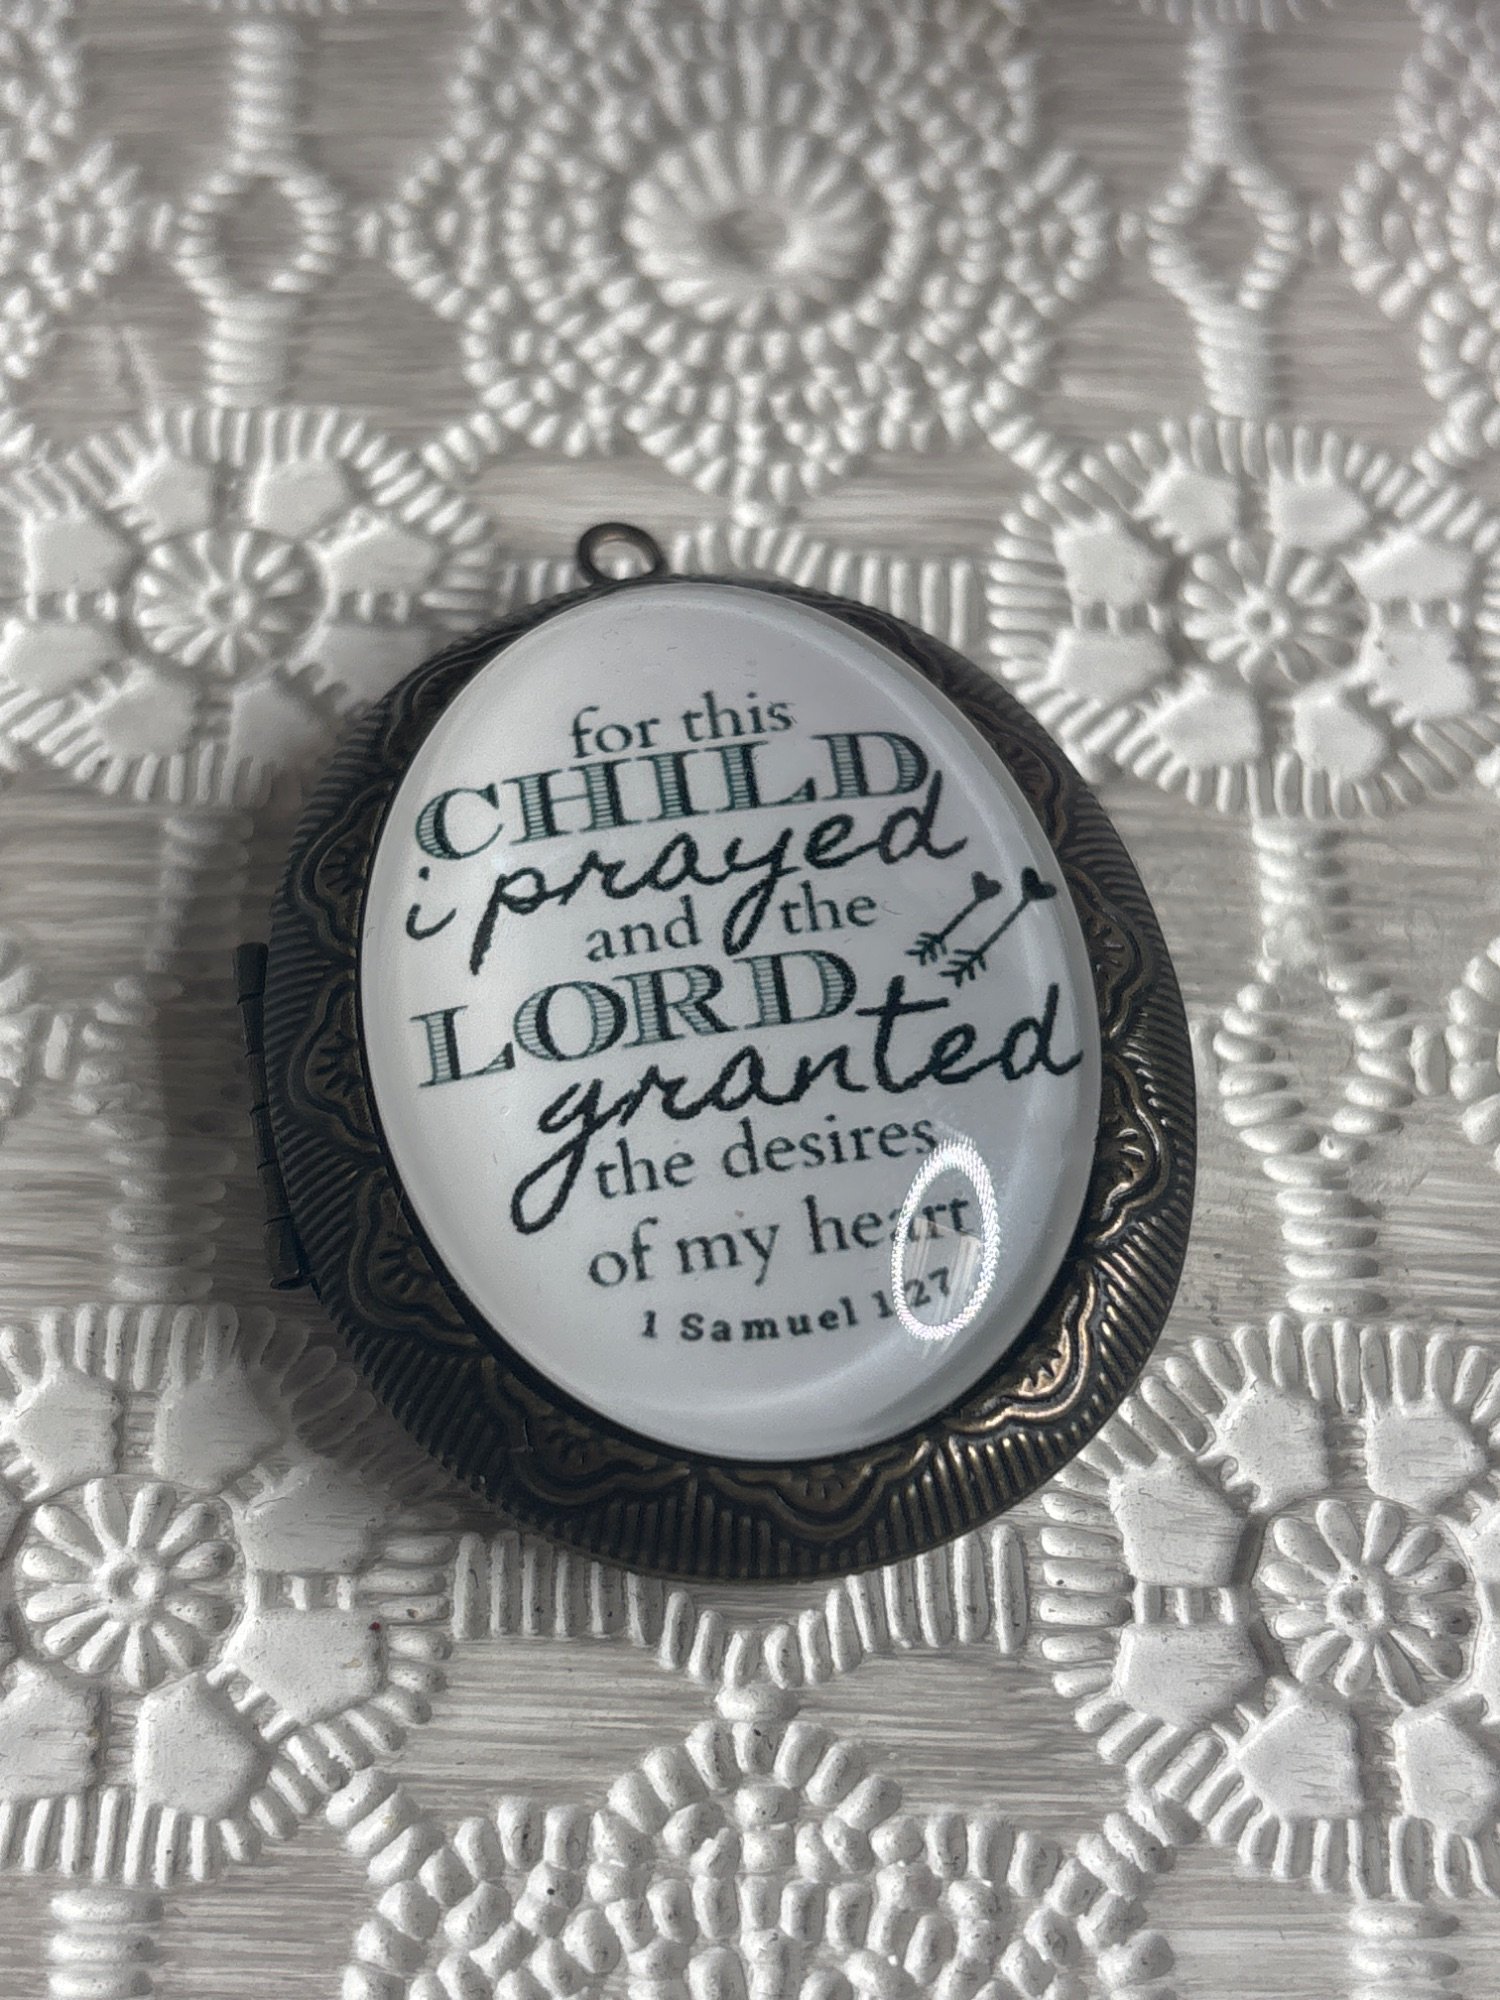 for this
CHILD
i prayed
and the
LORD
granted
the desires
of my heart
1 Samuel 1:27